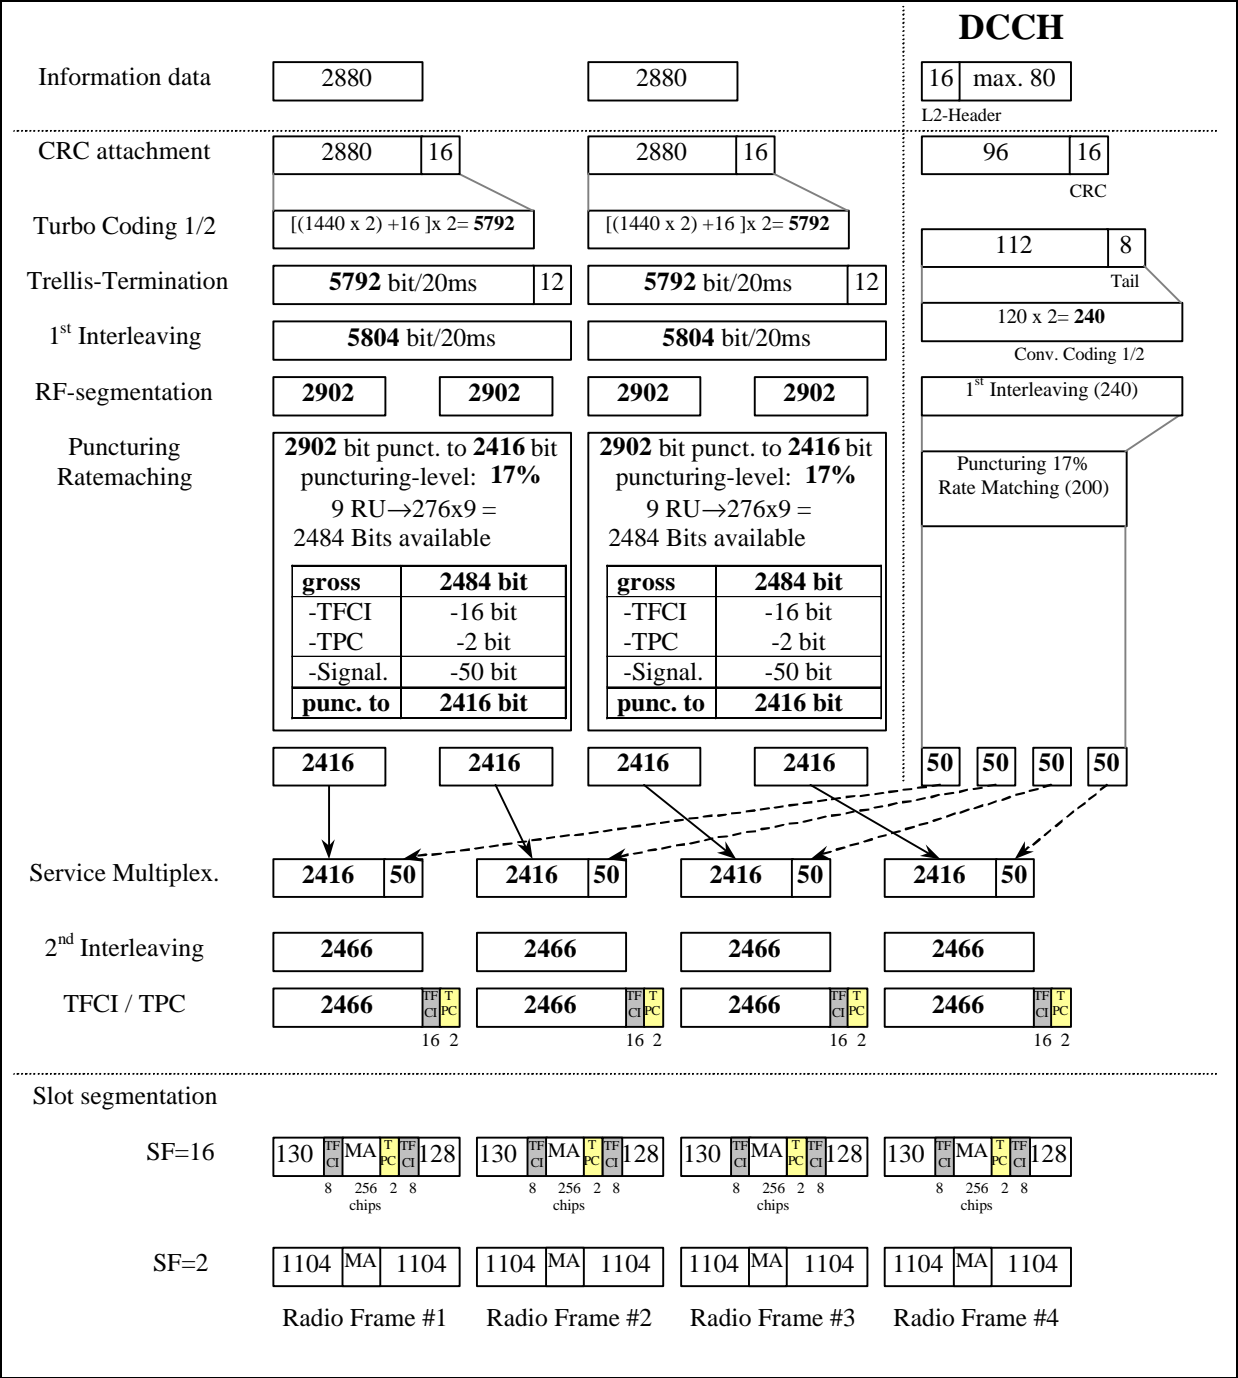 DCCH
Information data 2880 2880 16 max. 80
L2-Header
CRC attachment 2880 16 2880 16 96 16
CRC
Turbo Coding 1/2 [(1440 x 2) +16 ]x 2= 5792 [(1440 x 2) +16 ]x 2= 5792
112 8
Trellis-Termination 5792 bit/20ms 12 5792 bit/20ms 12
Tail
120 x 2= 240
1st Interleaving 5804 bit/20ms 5804 bit/20ms
Conv. Coding 1/2
RF-segmentation 2902 2902 2902 2902 1st Interleaving (240)
Puncturing 2902 bit punct. to 2416 bit 2902 bit punct. to 2416 bit
Ratemaching puncturing-level: 17% puncturing-level: 17%
Puncturing 17%
Rate Matching (200)
9 RU→276x9 = 9 RU→276x9 =
2484 Bits available 2484 Bits available
gross 2484 bit gross 2484 bit
-TFCI -16 bit -TFCI -16 bit
-TPC -2 bit -TPC -2 bit
-Signal. -50 bit -Signal. -50 bit
punc. to 2416 bit punc. to 2416 bit
2416 2416 2416 2416 50 50 50 50
Service Multiplex. 2416 50 2416 50 2416 50 2416 50
2nd Interleaving 2466 2466 2466 2466
TFCI / TPC 2466 TF CI T PC 2466 TF CI T PC 2466 TF CI T PC 2466 TF CI T PC
16 2 16 2 16 2 16 2
Slot segmentation
SF=16 130 TF CI MA T PC TF CI 128 130 TF CI MA T PC TF CI 128 130 TF CI MA T PC TF CI 128 130 TF CI MA T PC TF CI 128
8 256 2 8 8 256 2 8 8 256 2 8 8 256 2 8
chips chips chips chips
SF=2 1104 MA 1104 1104 MA 1104 1104 MA 1104 1104 MA 1104
Radio Frame #1 Radio Frame #2 Radio Frame #3 Radio Frame #4